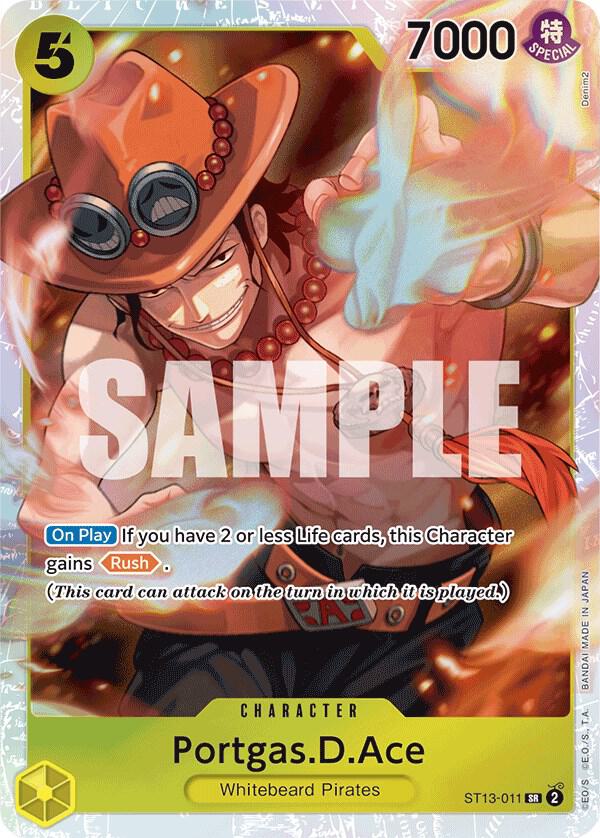 5
7000
特
SPECIAL
Denim2
SAMPLE
On Play If you have 2 or less Life cards, this Character
gains Rush .
(This card can attack on the turn in which it is played.)
CHARACTER
Portgas.D.Ace
Whitebeard Pirates
ST13-011 SR 2
©EO/S ©E.O./S., T.A. BANDAI MADE IN JAPAN